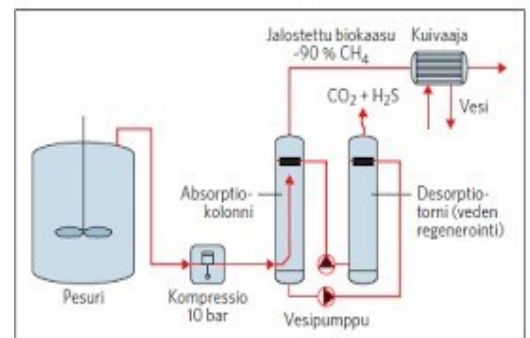 Jalostettu biokaasu
-90 % CH₄
Kuivaaja
CO₂ + H₂S
Vesi
Absorptio-
kolonni
Desorptio-
torni (veden
regenerointi)
Pesuri
Kompressio
10 bar
Vesipumppu